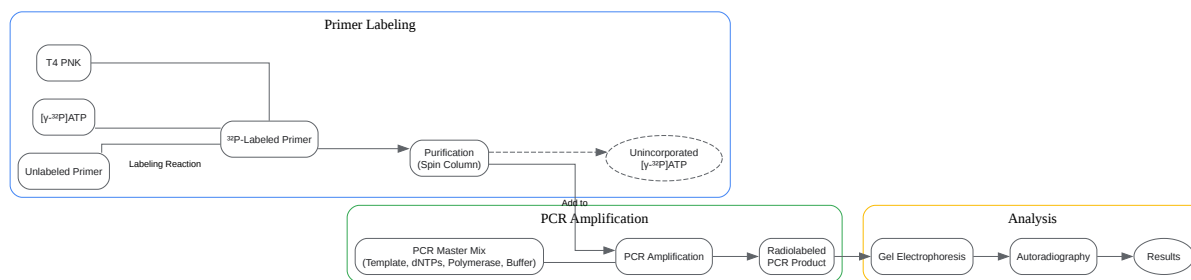 Primer Labeling
T4 PNK
[γ-³²P]ATP
³²P-Labeled Primer
Unlabeled Primer
Labeling Reaction
Purification
(Spin Column)
Unincorporated
[γ-³²P]ATP
Add to
PCR Amplification
PCR Master Mix
(Template, dNTPs, Polymerase, Buffer)
PCR Amplification
Radiolabeled
PCR Product
Analysis
Gel Electrophoresis
Autoradiography
Results